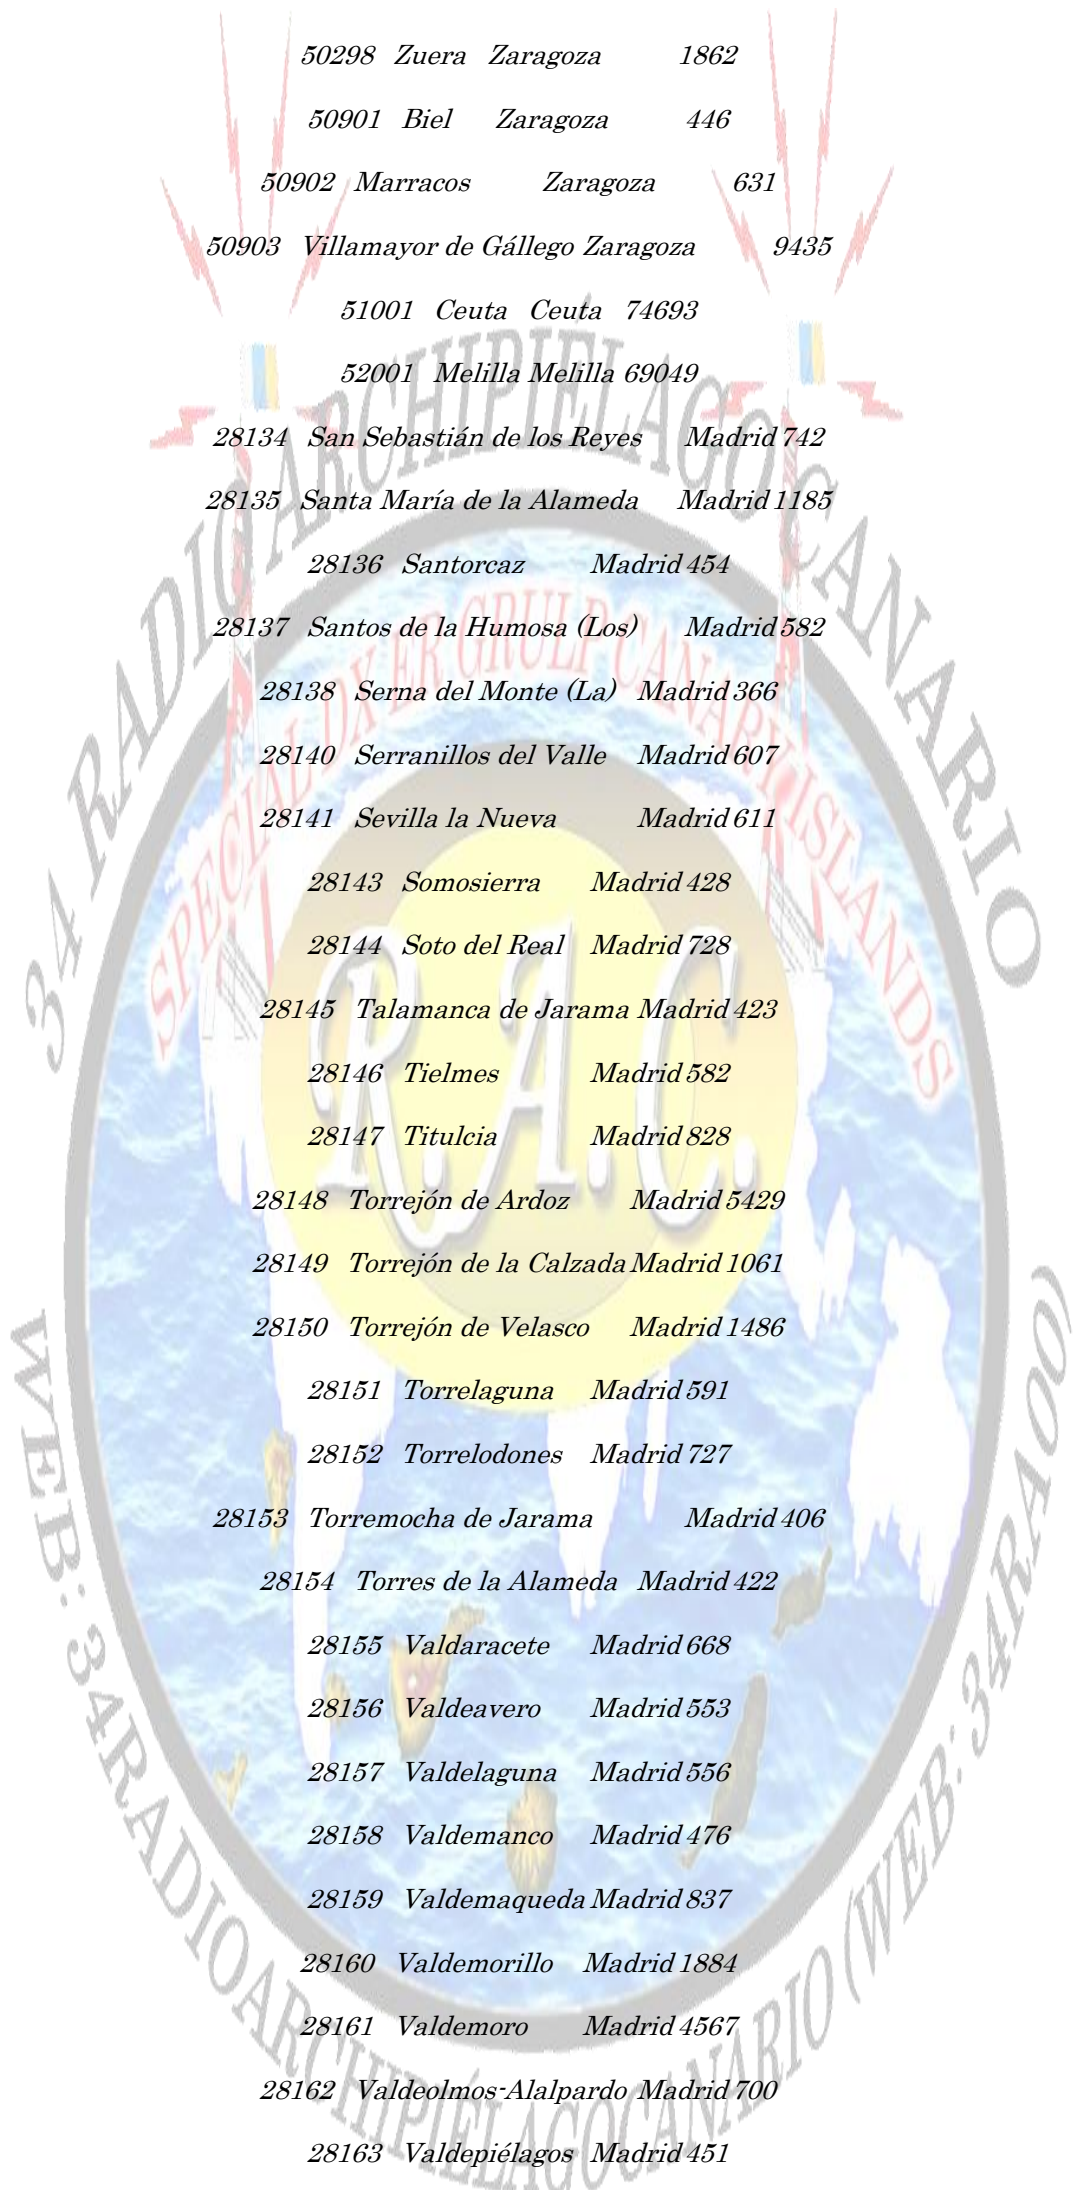 50298 Zuera Zaragoza 1862
50901 Biel Zaragoza 446
50902 Marracos Zaragoza 631
50903 Villamayor de Gállego Zaragoza 9435
51001 Ceuta Ceuta 74693
52001 Melilla Melilla 69049
28134 San Sebastián de los Reyes Madrid 742
28135 Santa María de la Alameda Madrid 1185
28136 Santorcaz Madrid 454
28137 Santos de la Humosa (Los) Madrid 582
28138 Serna del Monte (La) Madrid 366
28140 Serranillos del Valle Madrid 607
28141 Sevilla la Nueva Madrid 611
28143 Somosierra Madrid 428
28144 Soto del Real Madrid 728
28145 Talamanca de Jarama Madrid 423
28146 Tielmes Madrid 582
28147 Titulcia Madrid 828
28148 Torrejón de Ardoz Madrid 5429
28149 Torrejón de la Calzada Madrid 1061
28150 Torrejón de Velasco Madrid 1486
28151 Torrelaguna Madrid 591
28152 Torrelodones Madrid 727
28153 Torremocha de Jarama Madrid 406
28154 Torres de la Alameda Madrid 422
28155 Valdaracete Madrid 668
28156 Valdeavero Madrid 553
28157 Valdelaguna Madrid 556
28158 Valdemanco Madrid 476
28159 Valdemaqueda Madrid 837
28160 Valdemorillo Madrid 1884
28161 Valdemoro Madrid 4567
28162 Valdeolmos-Alalpardo Madrid 700
28163 Valdepiélagos Madrid 451
34 RADIO ARCHIPIÉLAGO CANARIO
SPECIAL DX ER GRULP CANARY ISLANDS
R.A.C.
WEB: 34RADIOARCHIPIÉLAGOCANARIO (WEB: 34RA00)